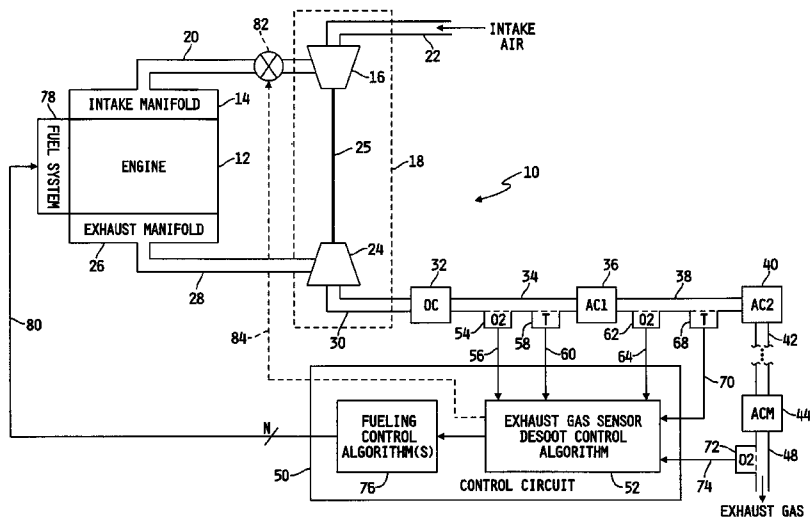 82
20
INTAKE
AIR
22
16
78
INTAKE MANIFOLD
14
FUEL SYSTEM
ENGINE
12
25
18
10
EXHAUST MANIFOLD
26
24
28
32
34
36
38
40
OC
AC1
AC2
30
54
O2
58
T
62
O2
68
T
42
80
84
56
60
64
70
ACM
44
FUELING
CONTROL
ALGORITHM(S)
EXHAUST GAS SENSOR
DESOOT CONTROL
ALGORITHM
N
72
O2
48
74
50
76
CONTROL CIRCUIT
52
EXHAUST GAS